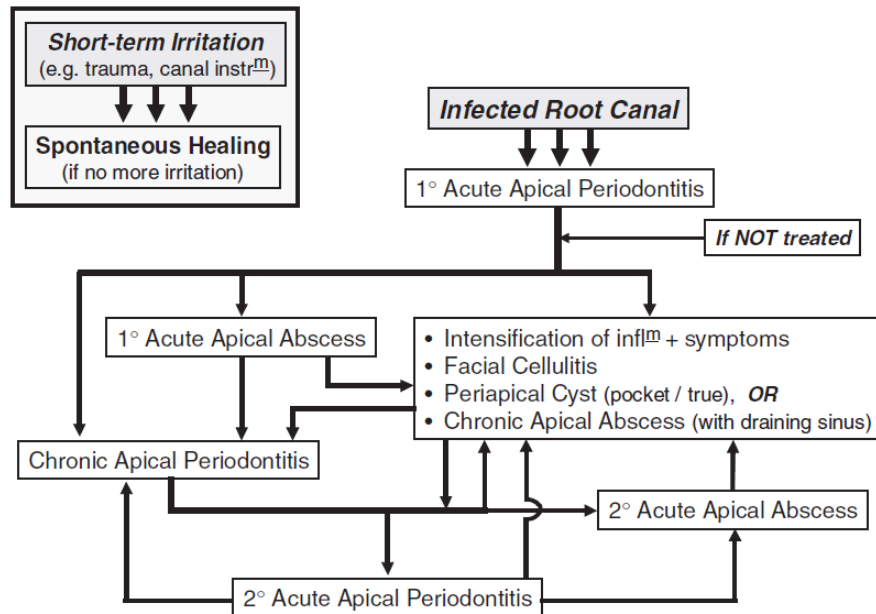 Short-term Irritation
(e.g. trauma, canal instrm)
Spontaneous Healing
(if no more irritation)
Infected Root Canal
1° Acute Apical Periodontitis
If NOT treated
1° Acute Apical Abscess
• Intensification of inflm + symptoms
• Facial Cellulitis
• Periapical Cyst (pocket / true), OR
• Chronic Apical Abscess (with draining sinus)
Chronic Apical Periodontitis
2° Acute Apical Abscess
2° Acute Apical Periodontitis